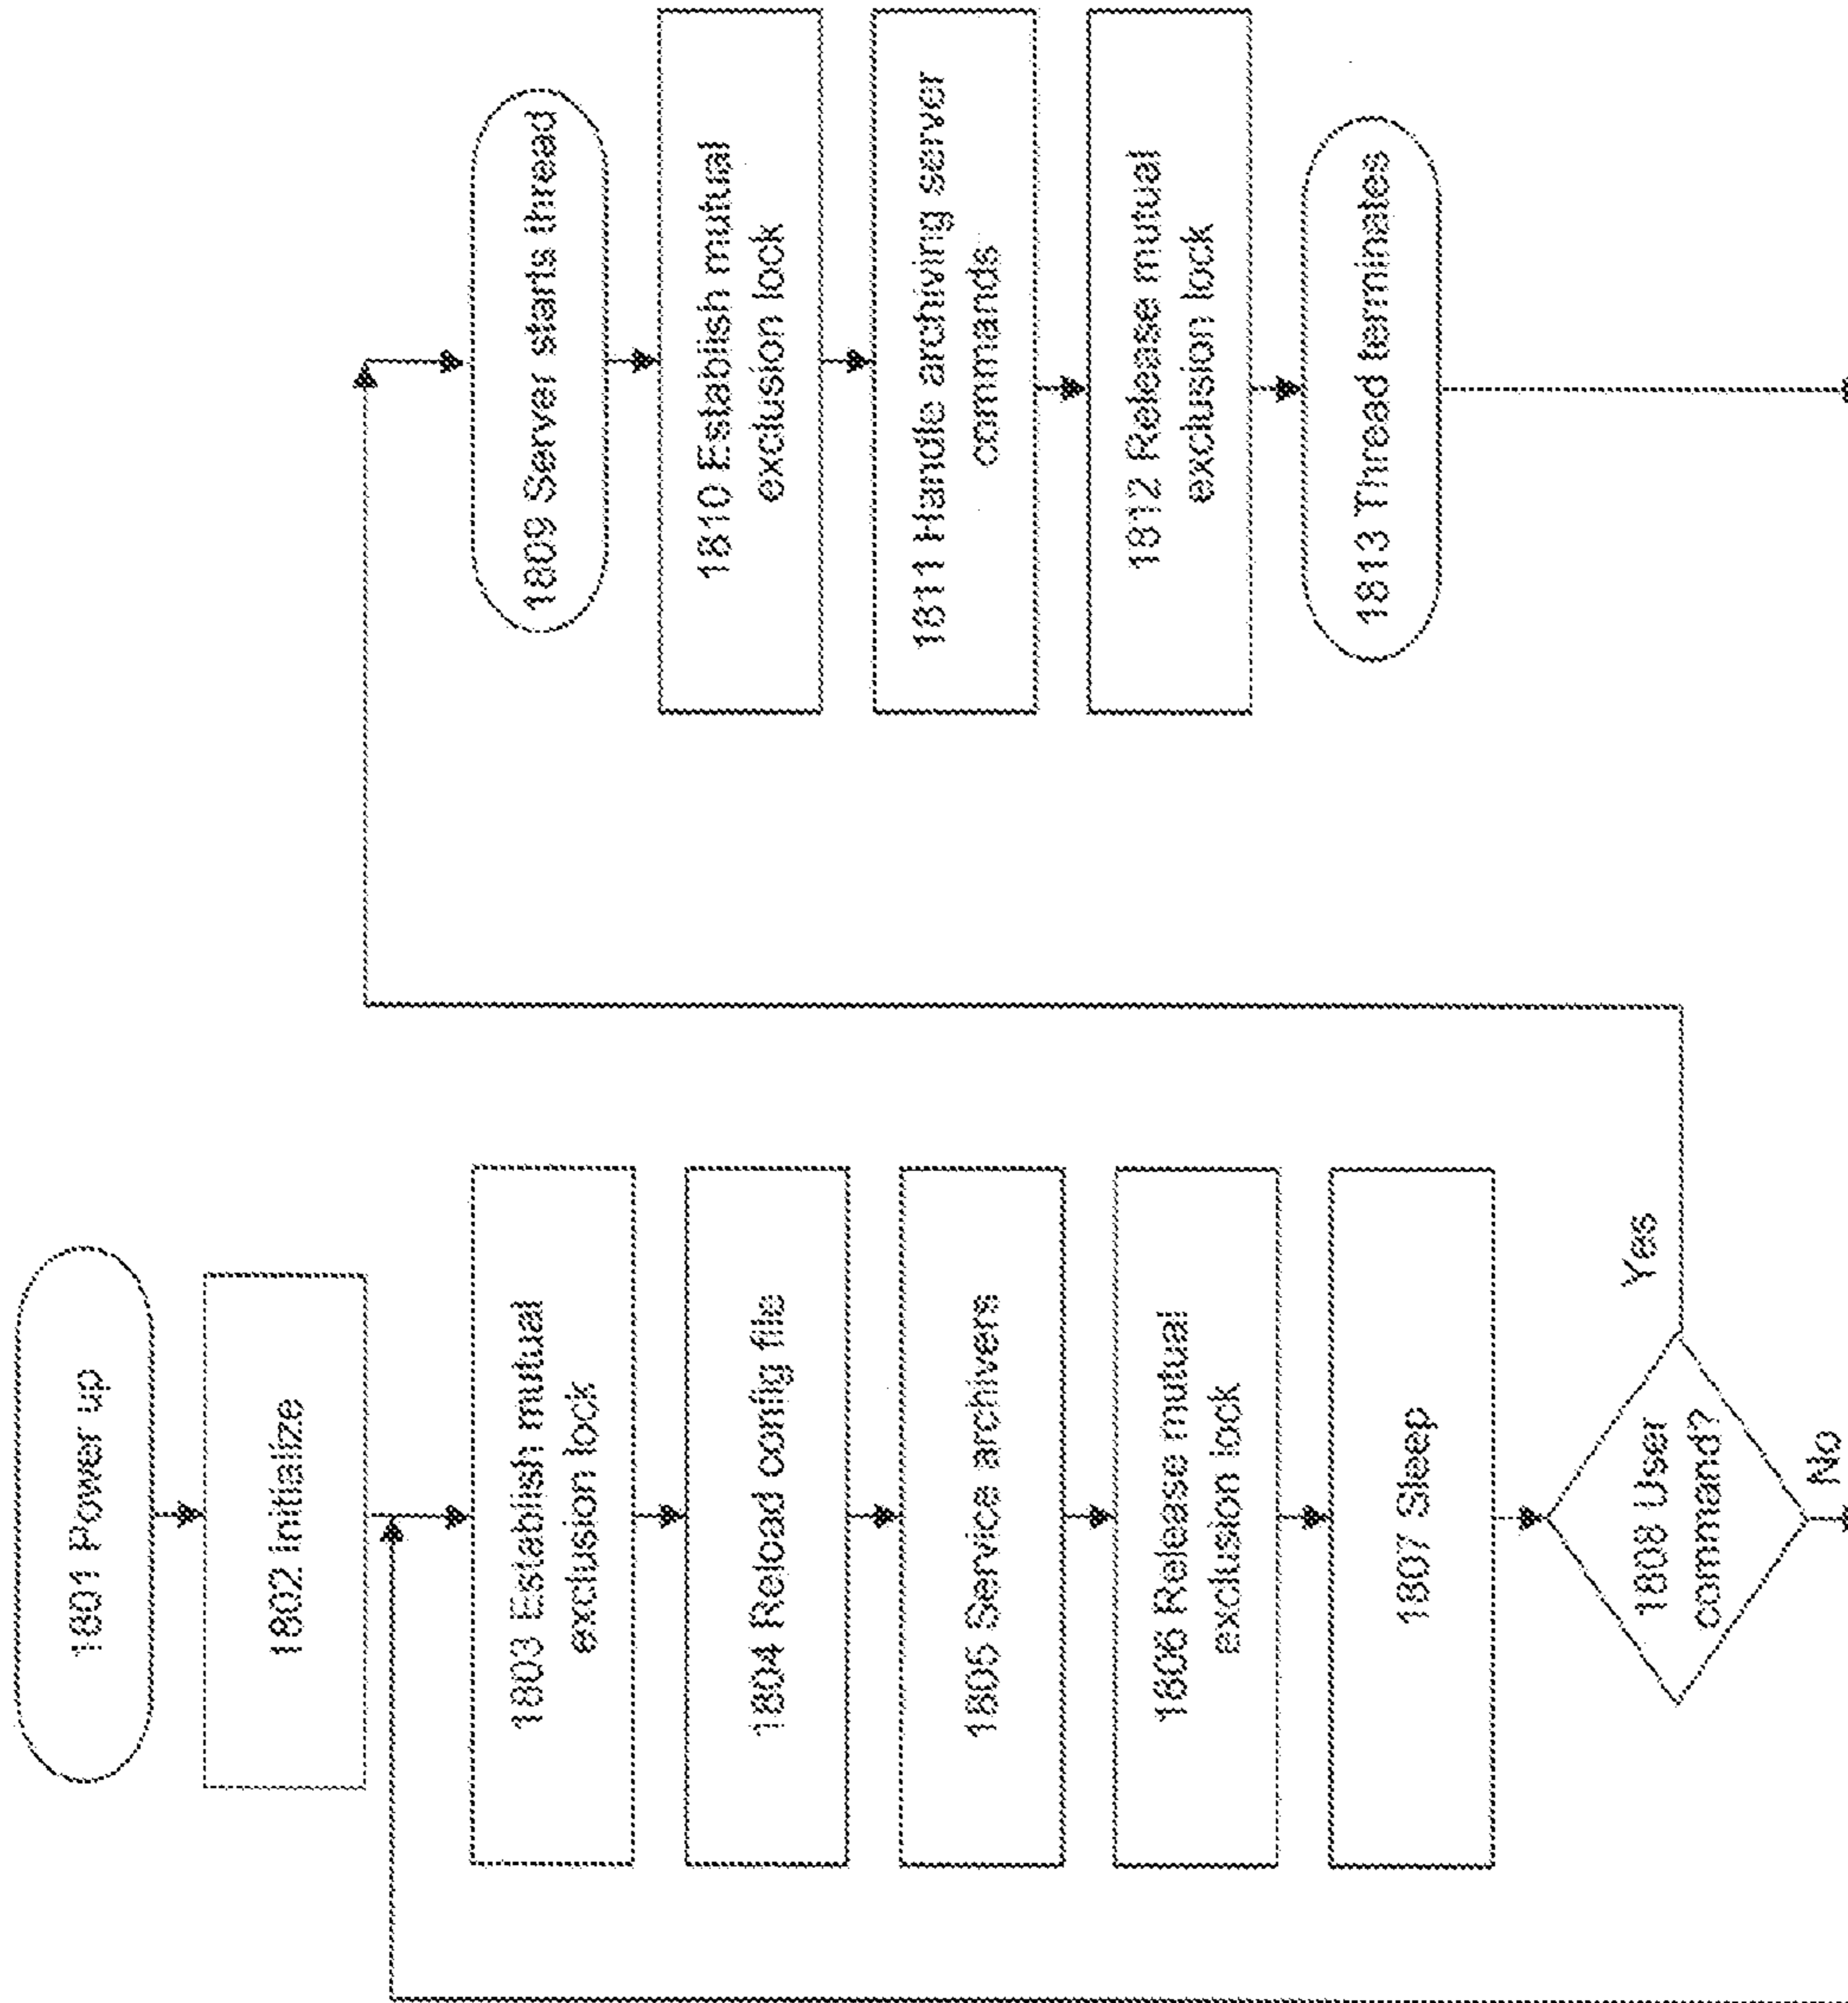 1801 Power up
1802 Initialize
1803 Establish mutual
exclusion lock
1804 Reload config file
1805 Service archivers
1806 Release mutual
exclusion lock
1807 Sleep
1808 User
command?
Yes
No
1809 Server starts thread
1810 Establish mutual
exclusion lock
1811 Handle archiving server
commands
1812 Release mutual
exclusion lock
1813 Thread terminates